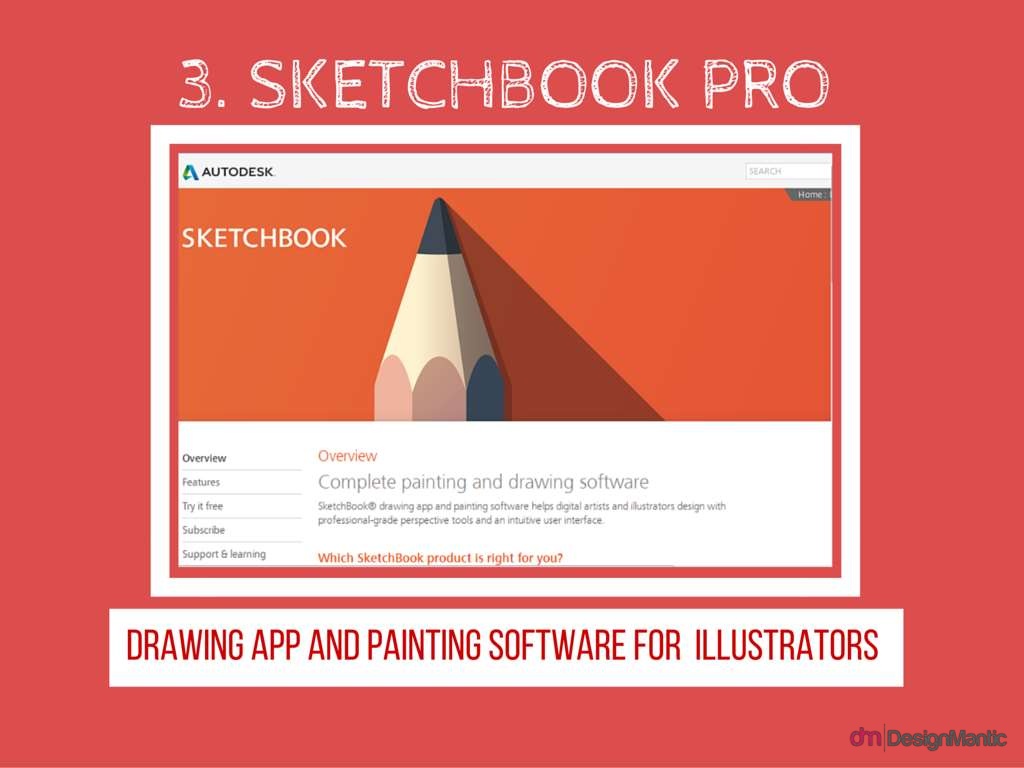 3. SKETCHBOOK PRO
AUTODESK.
SEARCH
Home :
SKETCHBOOK
Overview
Features
Try it free
Subscribe
Support & learning
Overview
Complete painting and drawing software
SketchBook® drawing app and painting software helps digital artists and illustrators design with
professional-grade perspective tools and an intuitive user interface.
Which SketchBook product is right for you?
DRAWING APP AND PAINTING SOFTWARE FOR ILLUSTRATORS
dm DesignMantic